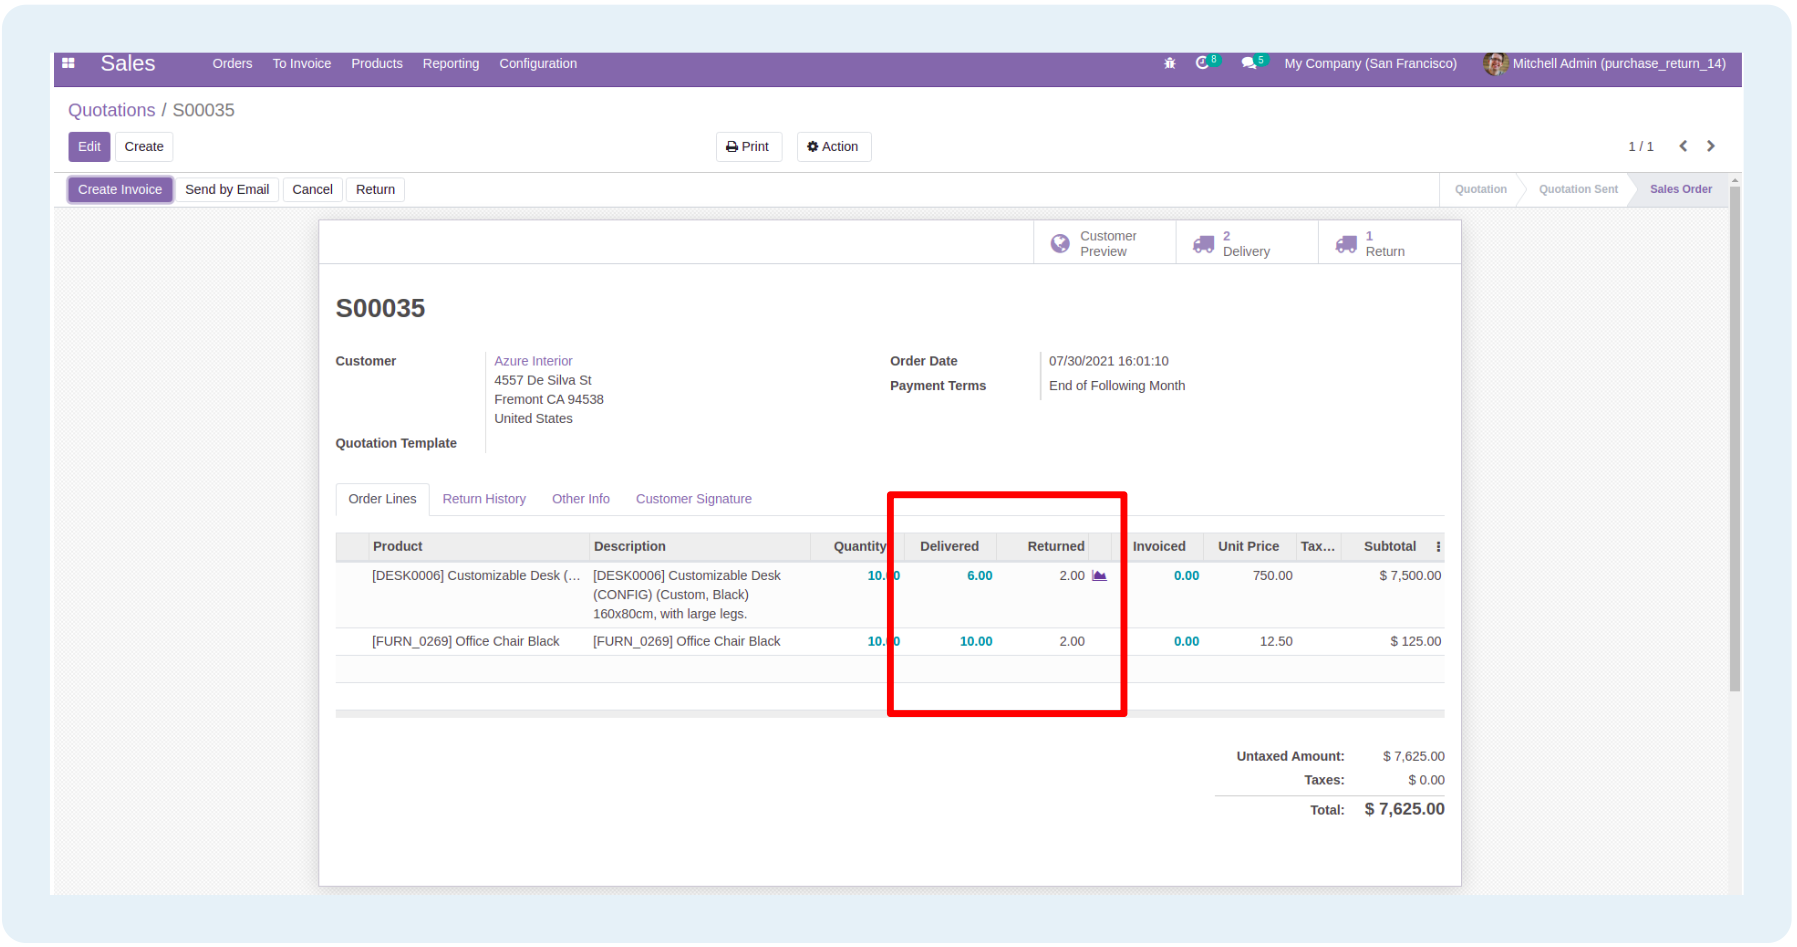 Sales Orders To Invoice Products Reporting Configuration 8 5 My Company (San Francisco) Mitchell Admin (purchase_return_14)
Quotations / S00035
Edit Create Print Action 1 / 1
Create Invoice Send by Email Cancel Return Quotation Quotation Sent Sales Order
Customer Preview 2 Delivery 1 Return
S00035
Customer Azure Interior Order Date 07/30/2021 16:01:10
4557 De Silva St Payment Terms End of Following Month
Fremont CA 94538
United States
Quotation Template
Order Lines Return History Other Info Customer Signature
Product Description Quantity Delivered Returned Invoiced Unit Price Tax... Subtotal
[DESK0006] Customizable Desk (... [DESK0006] Customizable Desk 10.00 6.00 2.00 0.00 750.00 $ 7,500.00
(CONFIG) (Custom, Black)
160x80cm, with large legs.
[FURN_0269] Office Chair Black [FURN_0269] Office Chair Black 10.00 10.00 2.00 0.00 12.50 $ 125.00
Untaxed Amount: $ 7,625.00
Taxes: $ 0.00
Total: $ 7,625.00